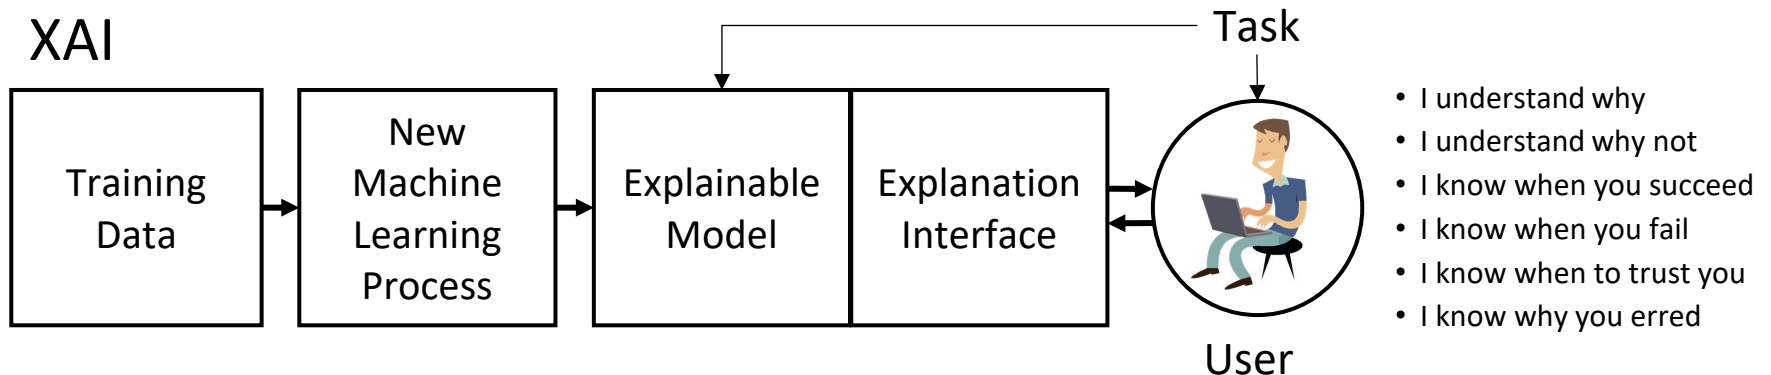 XAI
Task
Training
Data
New
Machine
Learning
Process
Explainable
Model
Explanation
Interface
User
• I understand why
• I understand why not
• I know when you succeed
• I know when you fail
• I know when to trust you
• I know why you erred